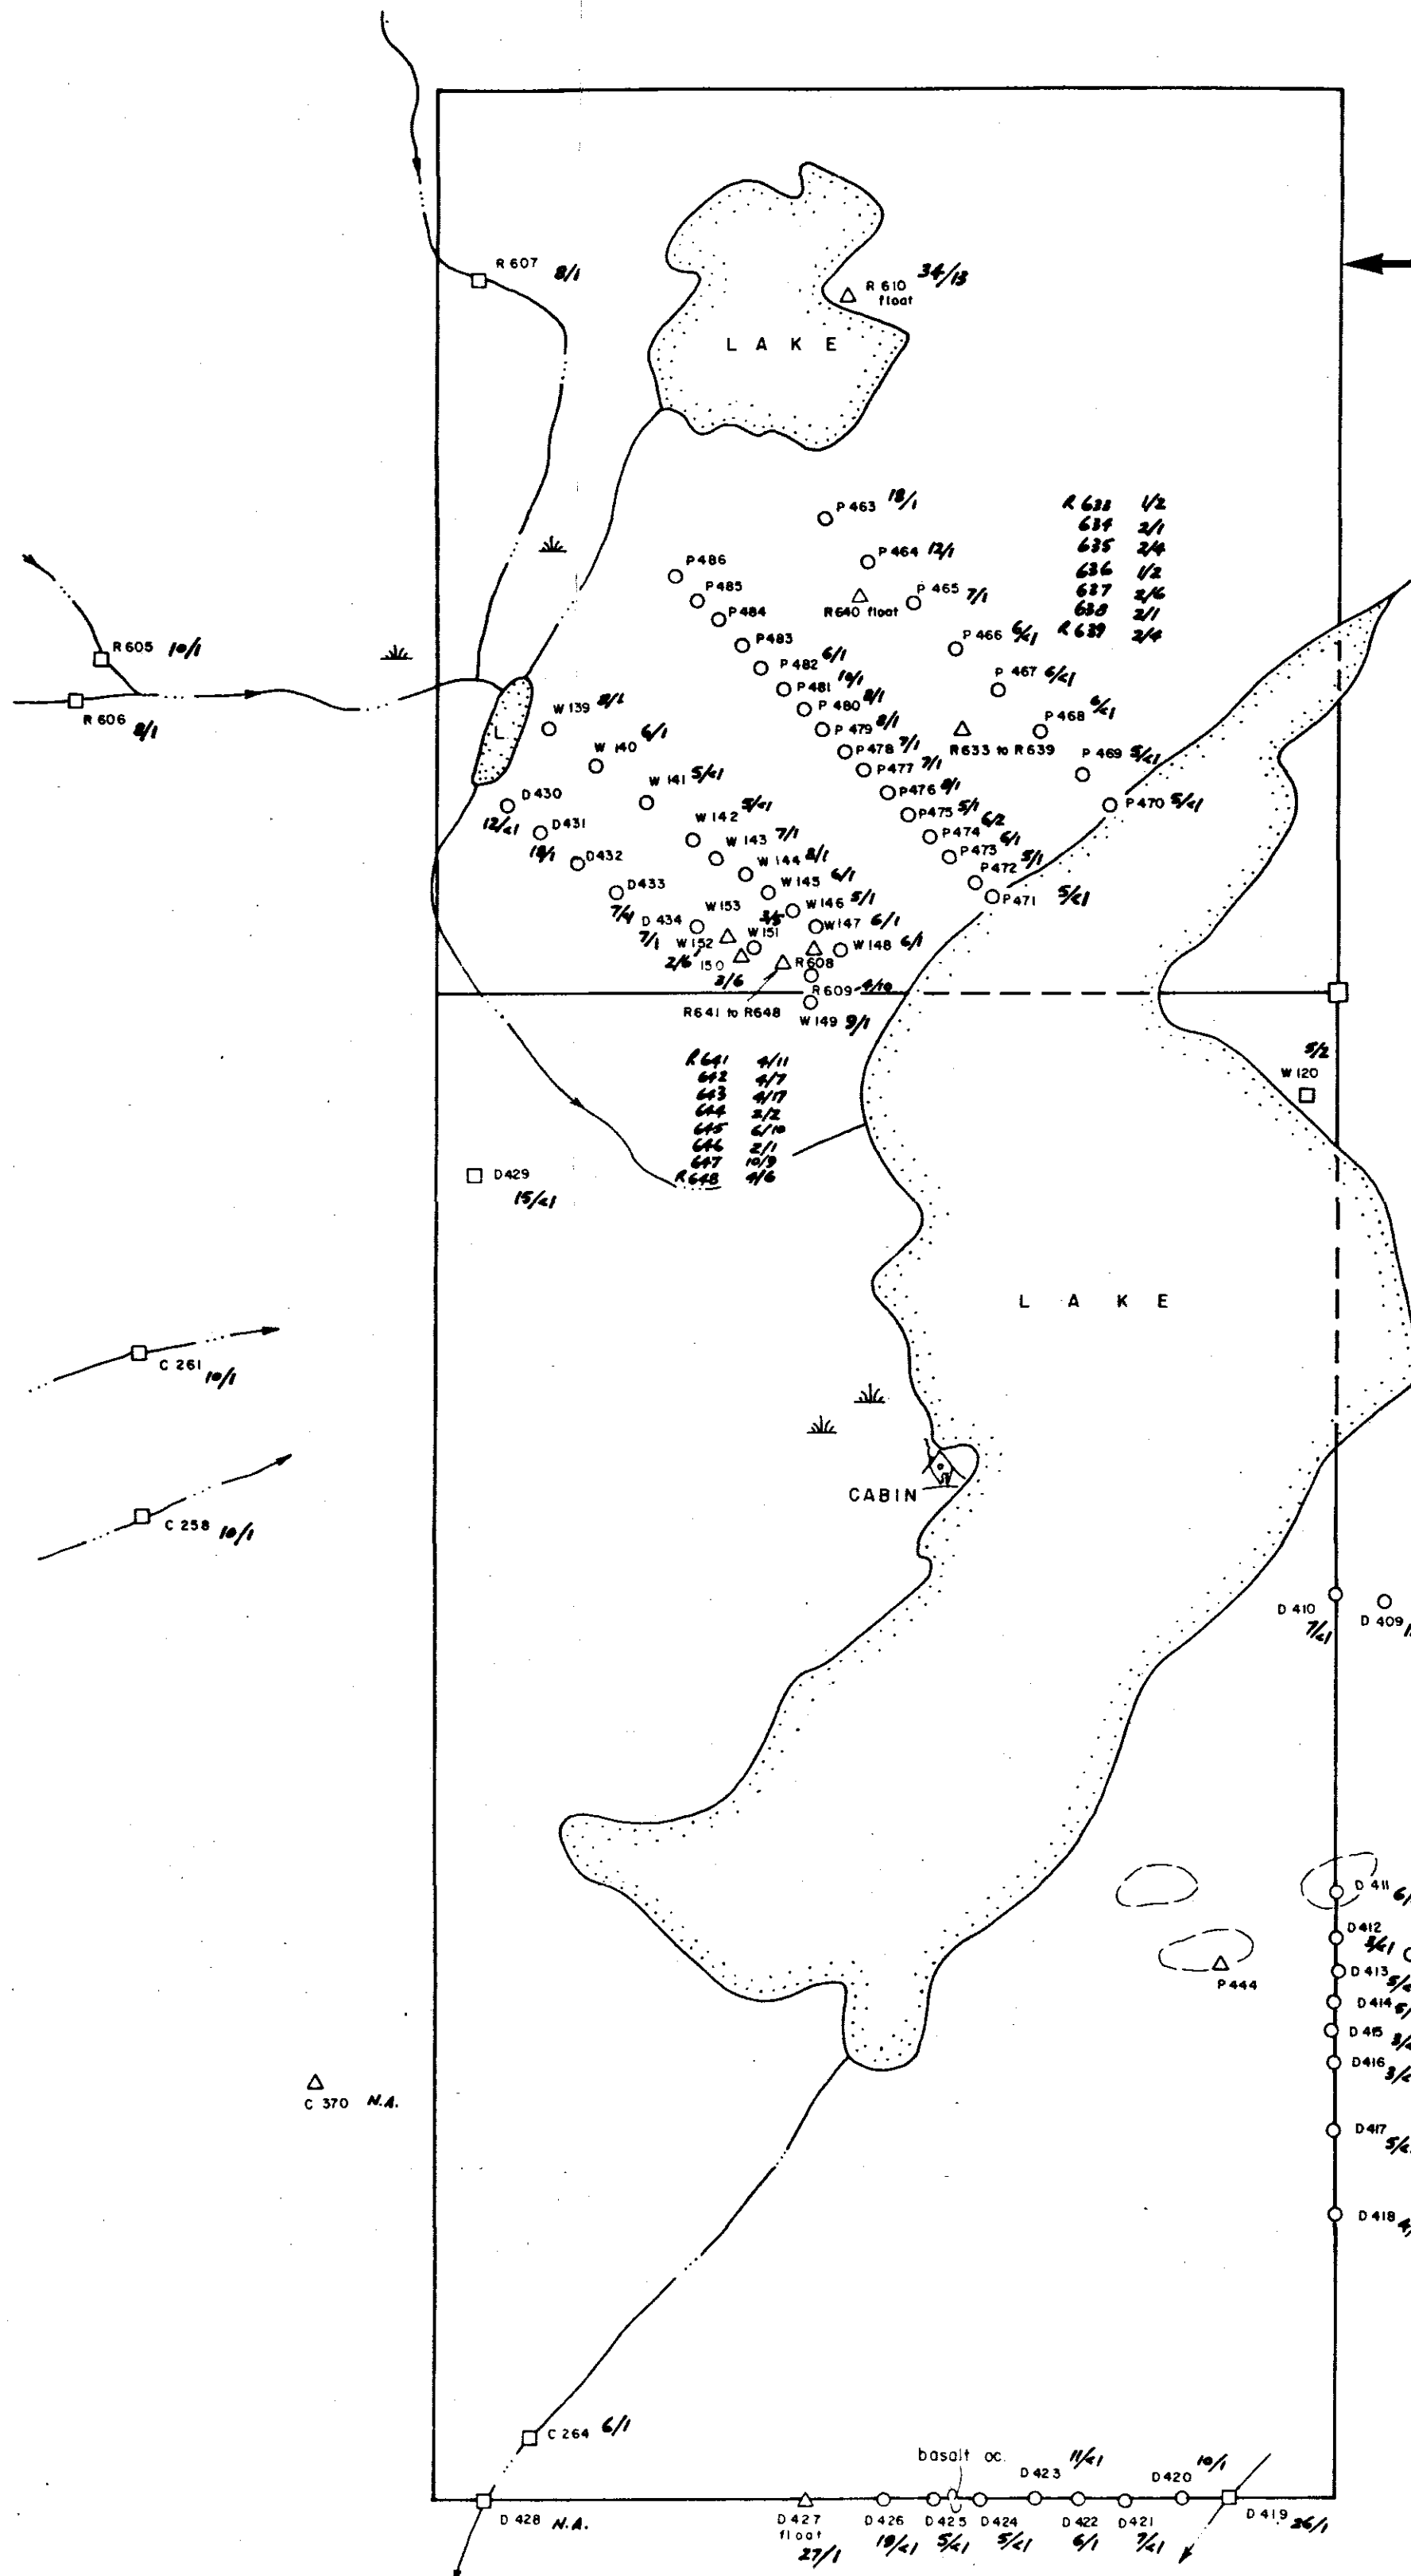 R 607 8/1
R 610 34/13
float
LAKE
P 463 18/1
P 464 12/1
P 465 7/1
R640 float
P 466 6/<1
P 467 6/<1
P 468 6/<1
P 469 5/<1
P 470 5/<1
R 633 1/2
634 2/1
635 2/4
636 1/2
637 2/6
638 2/1
R 639 2/4
R633 to R639
P 486
P 485
P 484
P 483
P 482 6/1
P 481 10/1
P 480 8/1
P 479 8/1
P 478 7/1
P 477 7/1
P 476 8/1
P 475 5/1
P 474 6/2
P 473 6/1
P 472 5/1
P 471 5/<1
R 605 10/1
R 606 8/1
L
W 139
W 140 6/1
W 141 5/<1
W 142 5/<1
W 143 7/1
W 144 8/1
W 145 6/1
W 146 5/1
W 147 6/1
W 148 6/1
D 430
12/<1
D 431
D 432
D 433
D 434
7/1
W 153
W 152
2/6
W 151
3/5
150
3/6
R 608
R 609 4/10
R 641 to R 648
W 149 9/1
R 641 4/11
642 4/7
643 4/17
644 2/2
645 6/10
646 2/1
647 10/9
R 648 4/6
5/2
W 120
D 429
15/<1
LAKE
C 261 10/1
C 258 10/1
CABIN
D 410
7/<1
D 409
D 411
D 412
3/<1
D 413
D 414
D 415
D 416
D 417
D 418
P 444
C 370 N.A.
C 264 6/1
basalt oc.
D 423 11/<1
D 420 10/1
D 428 N.A.
D 427
float
27/1
D 426
19/<1
D 425
5/<1
D 424
5/<1
D 422
6/1
D 421
7/<1
D 419 26/1